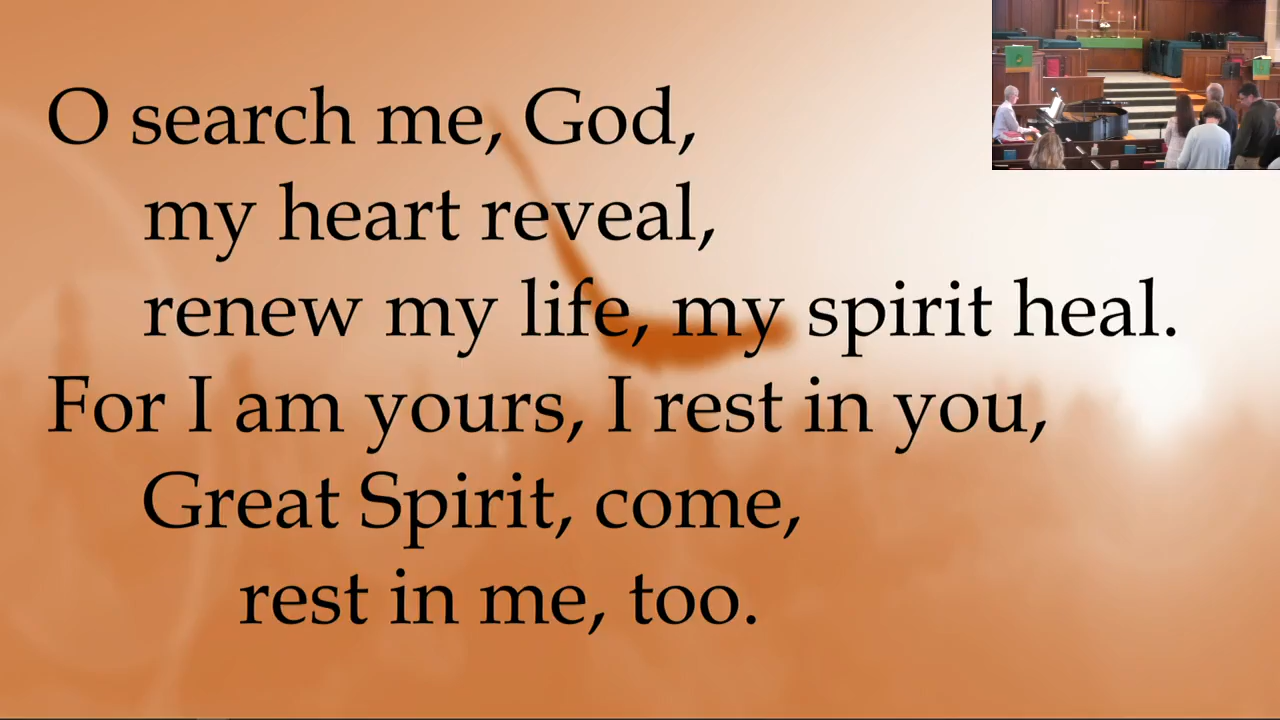 O search me, God,
my heart reveal,
renew my life, my spirit heal.
For I am yours, I rest in you,
Great Spirit, come,
rest in me, too.